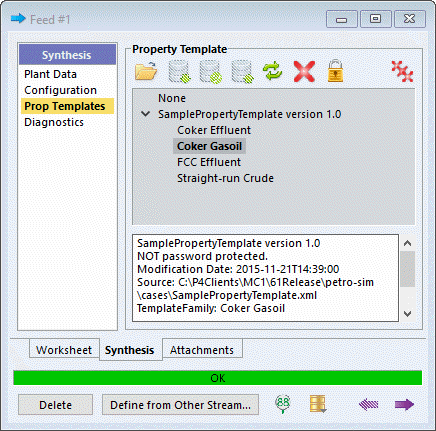 Feed #1
Synthesis
Plant Data
Configuration
Prop Templates
Diagnostics
Property Template
None
SamplePropertyTemplate version 1.0
Coker Effluent
Coker Gasoil
FCC Effluent
Straight-run Crude
SamplePropertyTemplate version 1.0
NOT password protected.
Modification Date: 2015-11-21T14:39:00
Source: C:\P4Clients\MC1\61Release\petro-sim
\cases\SamplePropertyTemplate.xml
TemplateFamily: Coker Gasoil
Worksheet Synthesis Attachments
OK
Delete Define from Other Stream... 88